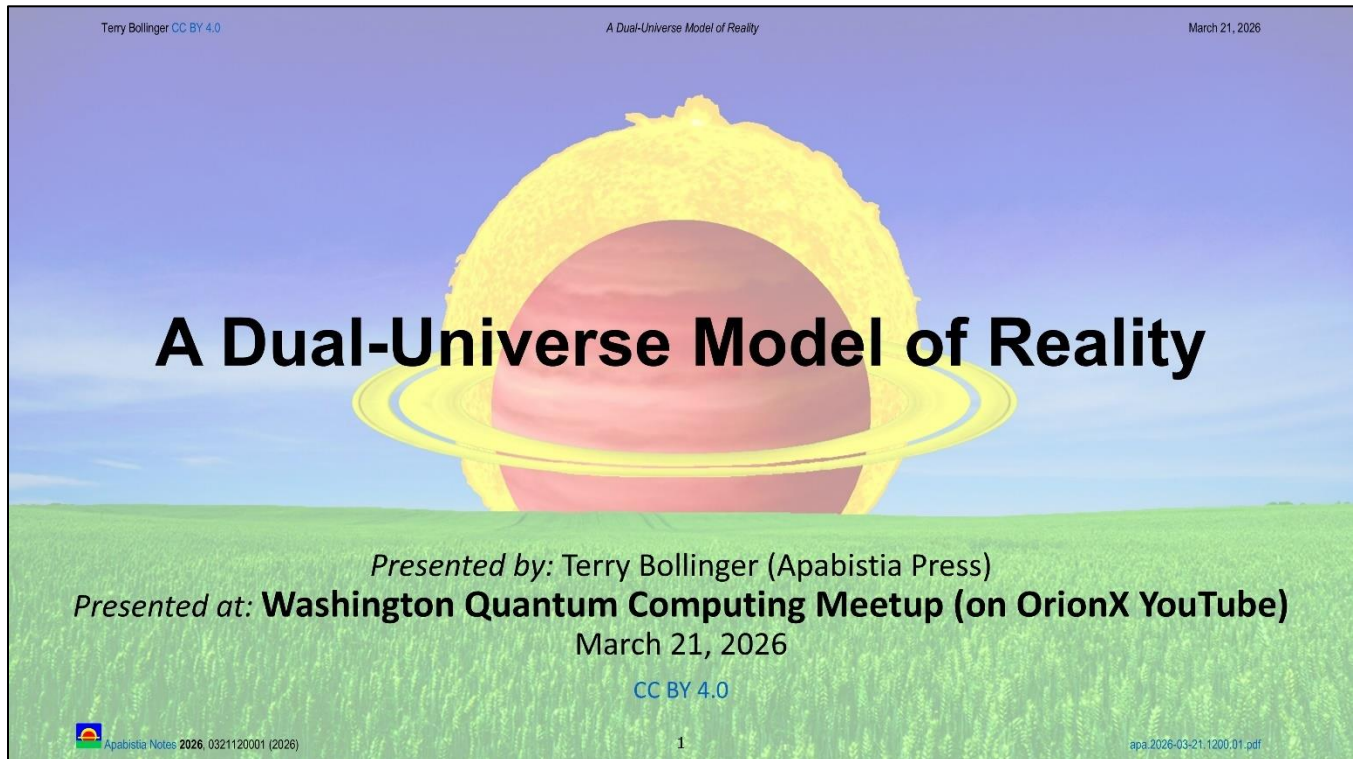 Terry Bollinger CC BY 4.0
A Dual-Universe Model of Reality
March 21, 2026
A Dual-Universe Model of Reality
Presented by: Terry Bollinger (Apabistia Press)
Presented at: Washington Quantum Computing Meetup (on OrionX YouTube)
March 21, 2026
CC BY 4.0
Apabistia Notes 2026, 0321120001 (2026)
1
apa.2026-03-21.1200.01.pdf